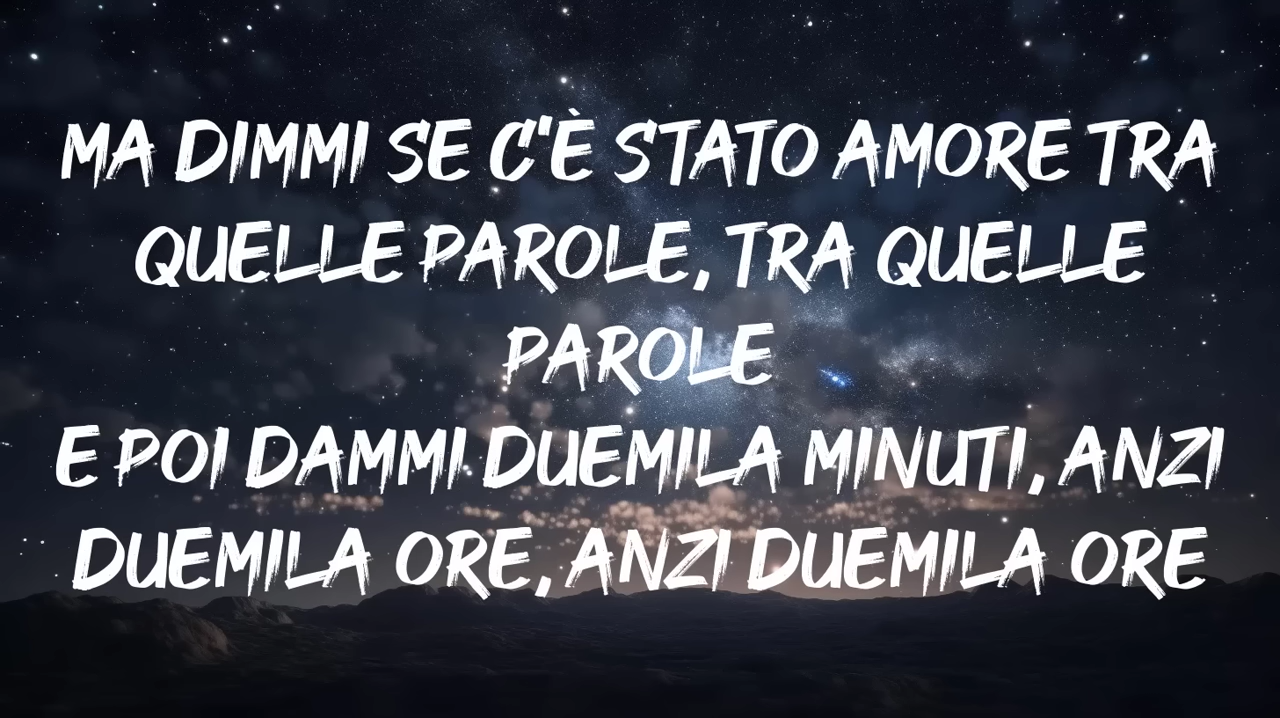 MA DIMMI SE C'È STATO AMORE TRA
QUELLE PAROLE, TRA QUELLE
PAROLE
E POI DAMMI DUEMILA MINUTI, ANZI
DUEMILA ORE, ANZI DUEMILA ORE